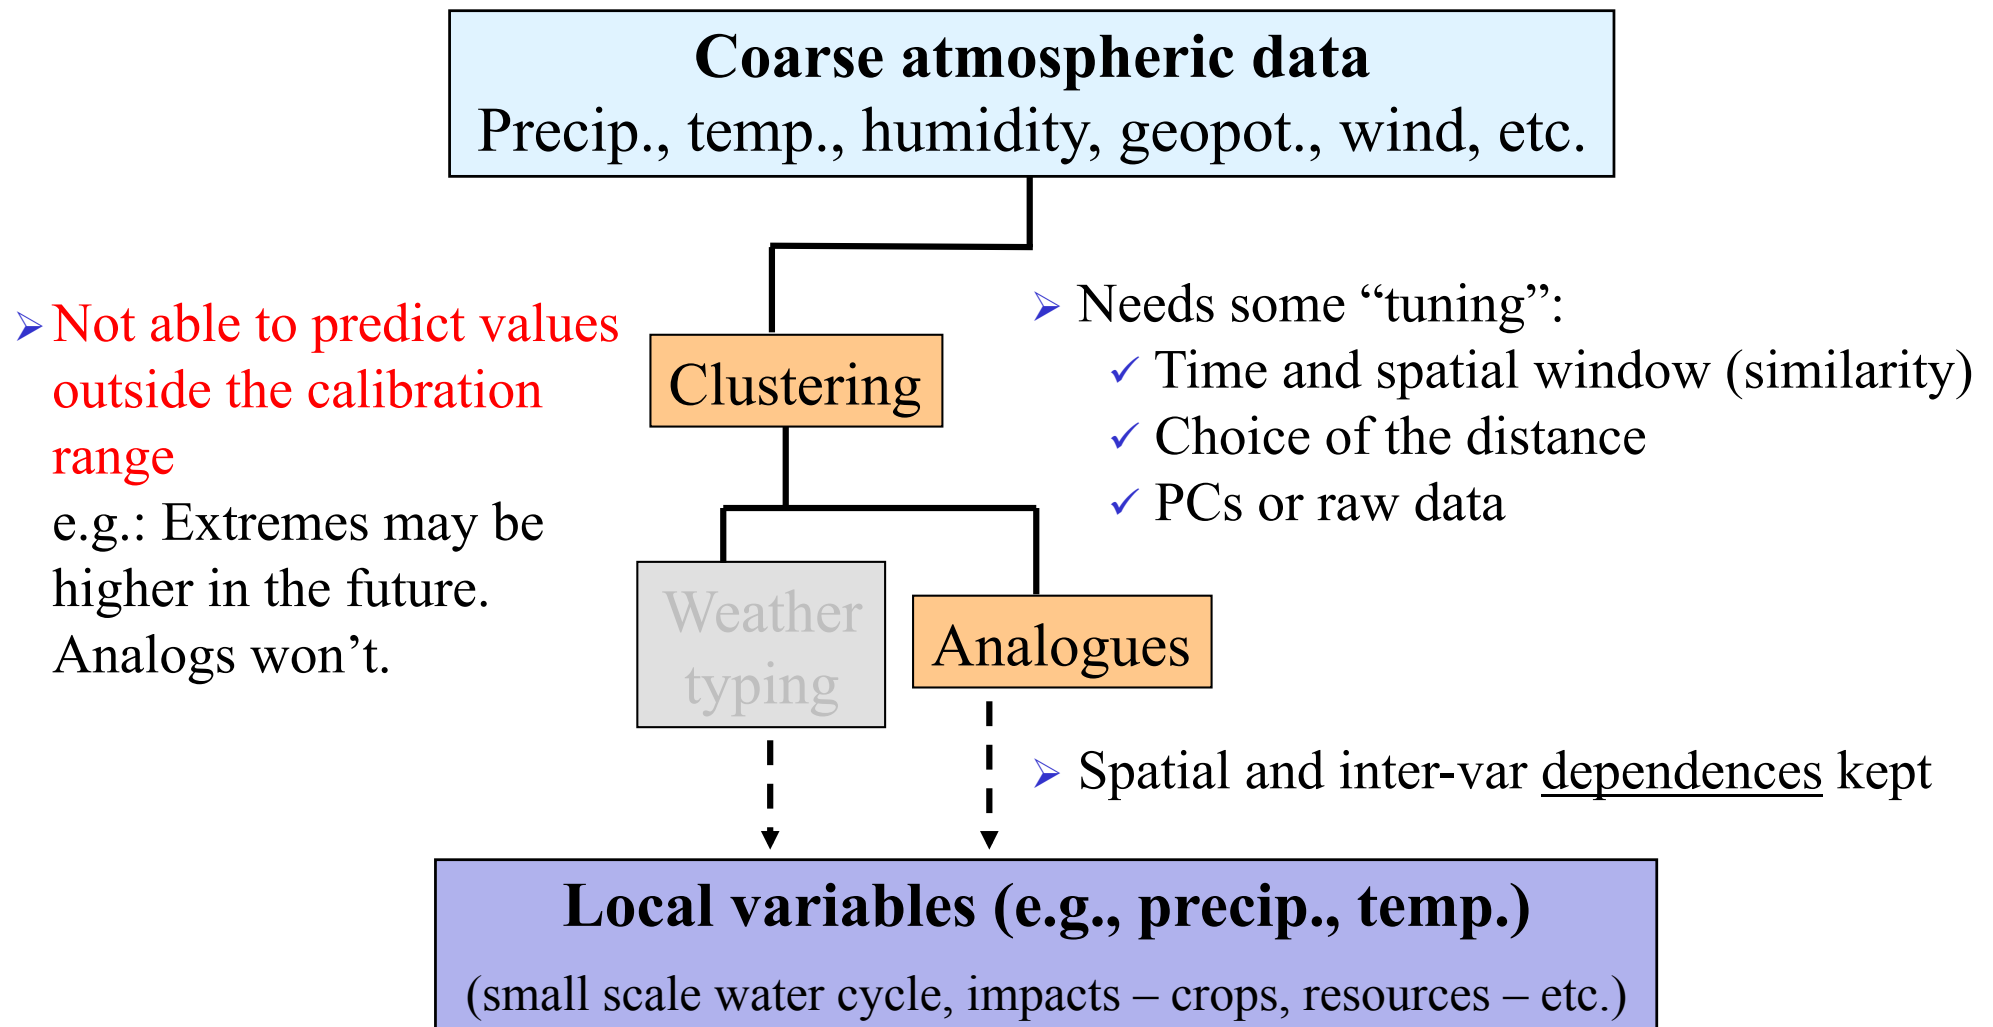 Coarse atmospheric data
Precip., temp., humidity, geopot., wind, etc.
➢ Not able to predict values
outside the calibration
range
e.g.: Extremes may be
higher in the future.
Analogs won’t.
Clustering
➢ Needs some “tuning”:
✓ Time and spatial window (similarity)
✓ Choice of the distance
✓ PCs or raw data
Weather
typing
Analogues
➢ Spatial and inter-var dependences kept
Local variables (e.g., precip., temp.)
(small scale water cycle, impacts – crops, resources – etc.)